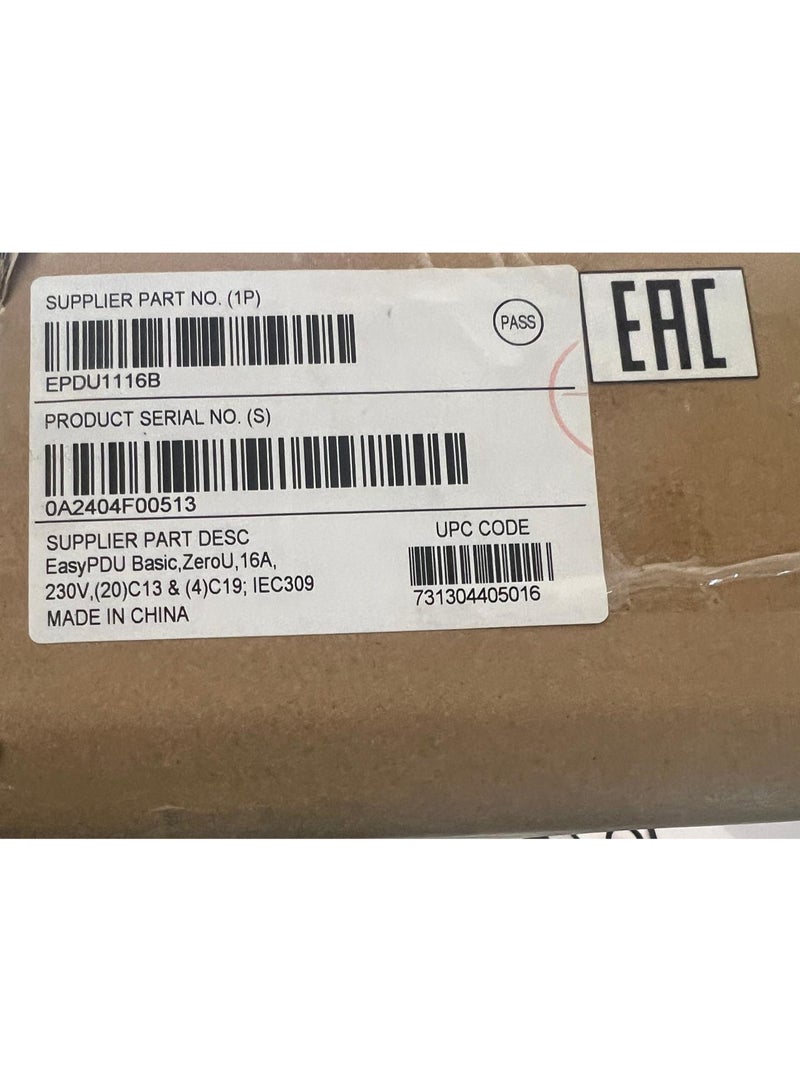 SUPPLIER PART NO. (1P)
PASS
EAC
EPDU1116B
PRODUCT SERIAL NO. (S)
0A2404F00513
SUPPLIER PART DESC
EasyPDU Basic,ZeroU,16A,
230V,(20)C13 & (4)C19; IEC309
MADE IN CHINA
UPC CODE
731304405016